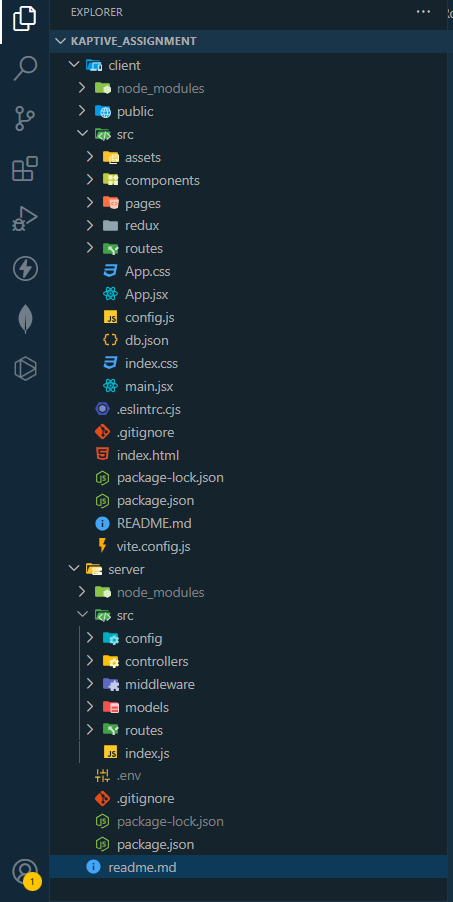 EXPLORER
KAPTIVE_ASSIGNMENT
client
node_modules
public
src
assets
components
pages
redux
routes
App.css
App.jsx
config.js
db.json
index.css
main.jsx
.eslintrc.cjs
.gitignore
index.html
package-lock.json
package.json
README.md
vite.config.js
server
node_modules
src
config
controllers
middleware
models
routes
index.js
.env
.gitignore
package-lock.json
package.json
readme.md
1